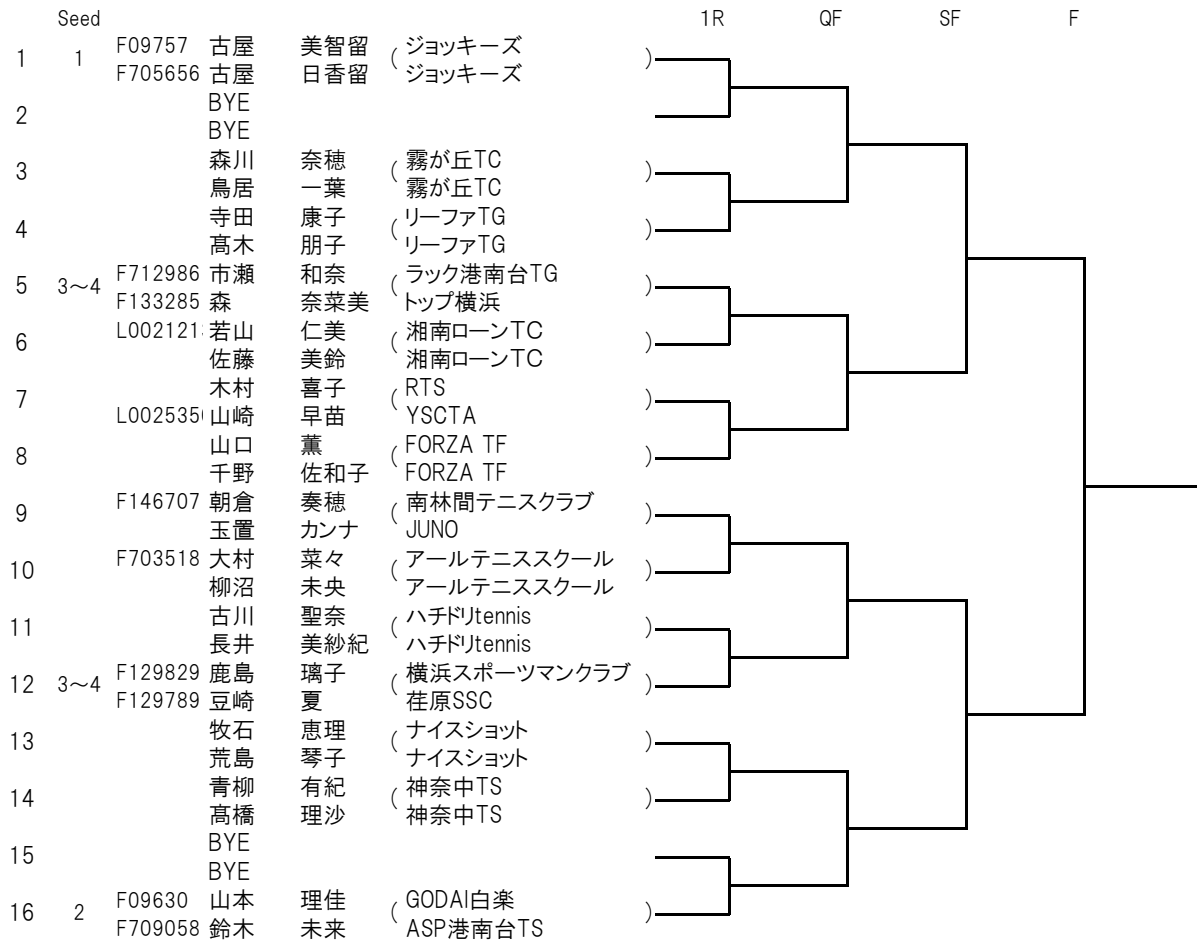 Seed 1R QF SF F
1 1 F09757 古屋 美智留 ( ジョッキーズ )
F705656 古屋 日香留 ジョッキーズ
2 BYE
BYE
3 森川 奈穂 ( 霧が丘TC )
鳥居 一葉 霧が丘TC
4 寺田 康子 ( リーファTG )
髙木 朋子 リーファTG
5 3～4 F712986 市瀬 和奈 ( ラック港南台TG )
F133285 森 奈菜美 トップ横浜
6 L002121 若山 仁美 ( 湘南ローンTC )
佐藤 美鈴 湘南ローンTC
7 木村 喜子 ( RTS )
L002535 山崎 早苗 YSCTA
8 山口 薫 ( FORZA TF )
千野 佐和子 FORZA TF
9 F146707 朝倉 奏穂 ( 南林間テニスクラブ )
玉置 カンナ JUNO
10 F703518 大村 菜々 ( アールテニススクール )
柳沼 未央 アールテニススクール
11 古川 聖奈 ( ハチドリtennis )
長井 美紗紀 ハチドリtennis
12 3～4 F129829 鹿島 璃子 ( 横浜スポーツマンクラブ )
F129789 豆崎 夏 荏原SSC
13 牧石 恵理 ( ナイスショット )
荒島 琴子 ナイスショット
14 青柳 有紀 ( 神奈中TS )
髙橋 理沙 神奈中TS
15 BYE
BYE
16 2 F09630 山本 理佳 ( GODAI白楽 )
F709058 鈴木 未来 ASP港南台TS